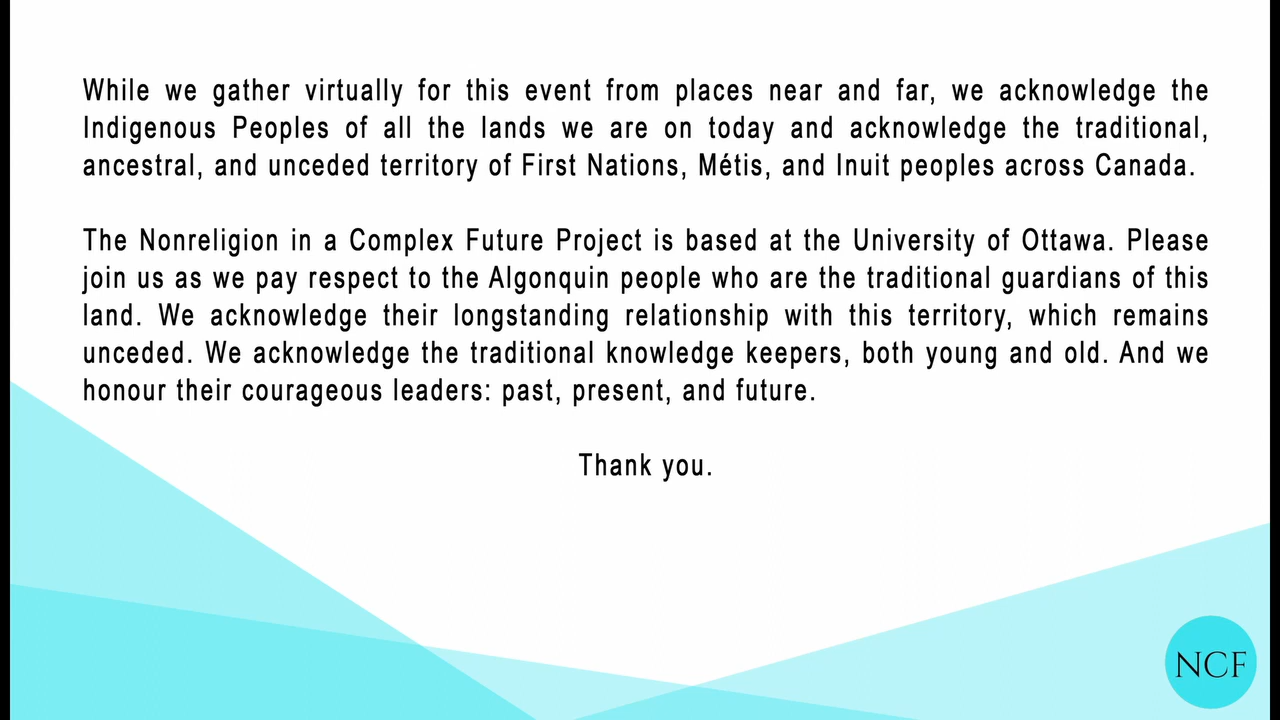 While we gather virtually for this event from places near and far, we acknowledge the
Indigenous Peoples of all the lands we are on today and acknowledge the traditional,
ancestral, and unceded territory of First Nations, Métis, and Inuit peoples across Canada.
The Nonreligion in a Complex Future Project is based at the University of Ottawa. Please
join us as we pay respect to the Algonquin people who are the traditional guardians of this
land. We acknowledge their longstanding relationship with this territory, which remains
unceded. We acknowledge the traditional knowledge keepers, both young and old. And we
honour their courageous leaders: past, present, and future.
Thank you.
NCF